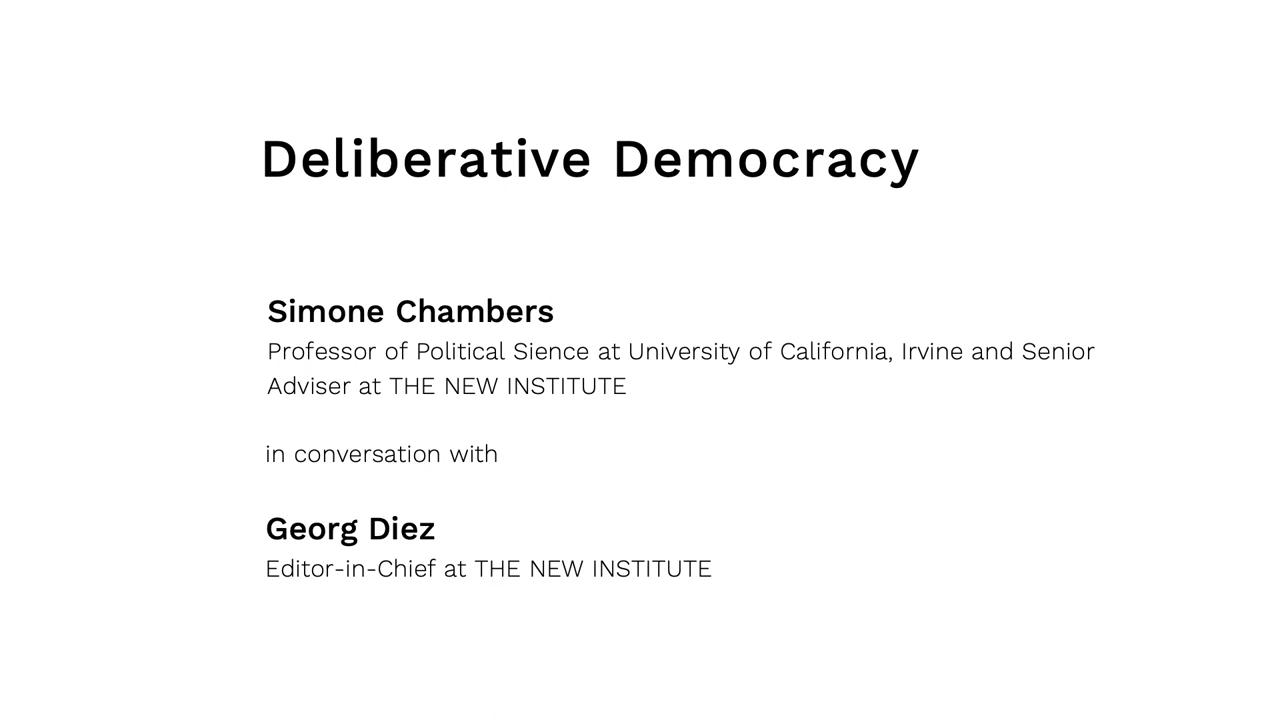 Deliberative Democracy
Simone Chambers
Professor of Political Sience at University of California, Irvine and Senior
Adviser at THE NEW INSTITUTE
in conversation with
Georg Diez
Editor-in-Chief at THE NEW INSTITUTE